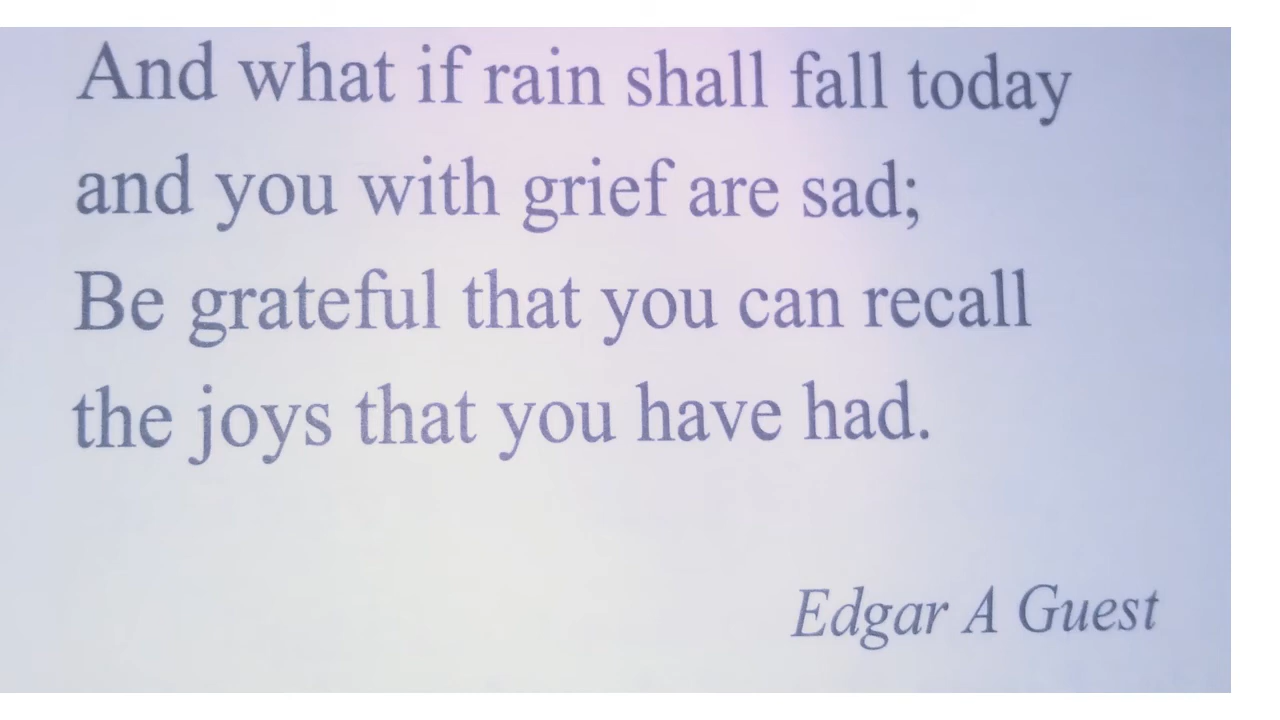 And what if rain shall fall today
and you with grief are sad;
Be grateful that you can recall
the joys that you have had.
Edgar A Guest